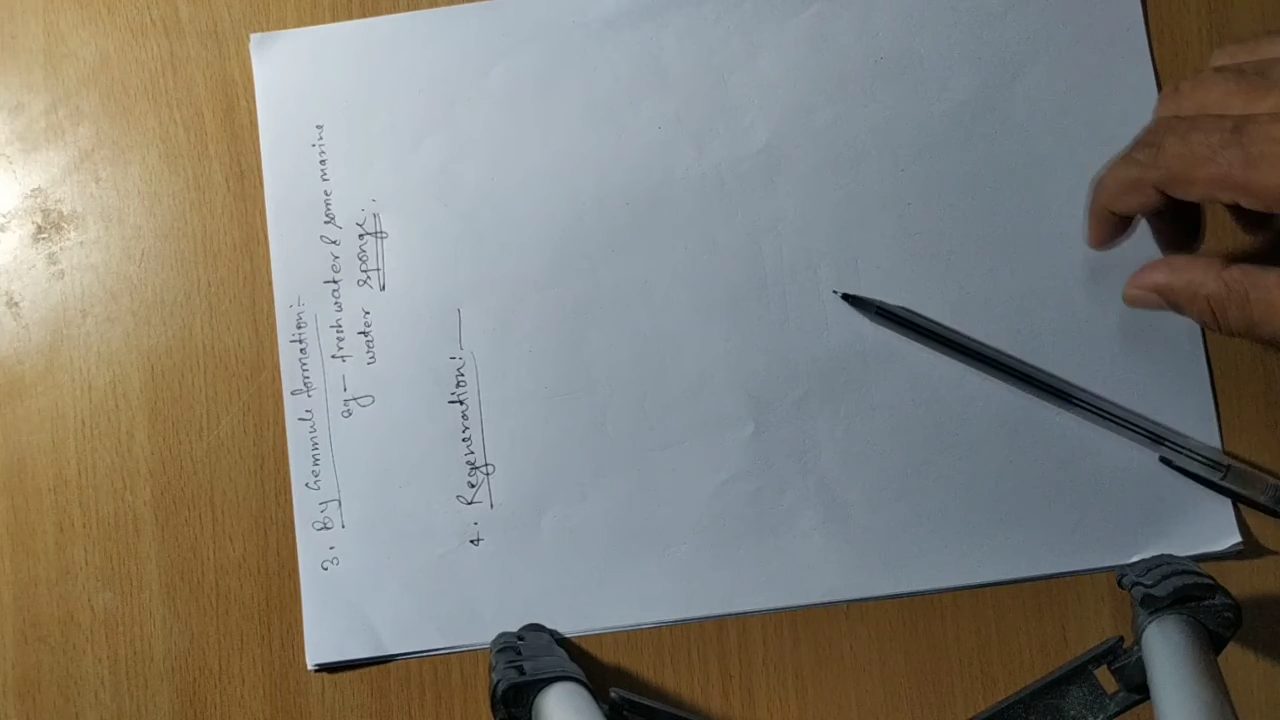 3. By Gemmule formation:-
eg - fresh water & some marine
water sponge.
4. Regeneration:-